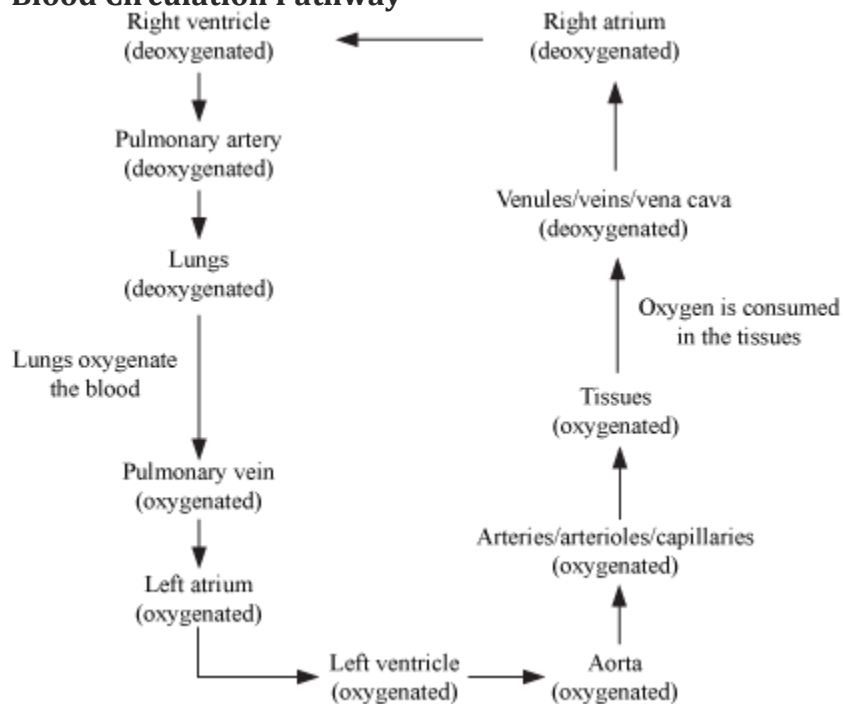 Blood Circulation Pathway
Right ventricle
(deoxygenated)
Right atrium
(deoxygenated)
Pulmonary artery
(deoxygenated)
Venules/veins/vena cava
(deoxygenated)
Lungs
(deoxygenated)
Oxygen is consumed
in the tissues
Lungs oxygenate
the blood
Tissues
(oxygenated)
Pulmonary vein
(oxygenated)
Arteries/arterioles/capillaries
(oxygenated)
Left atrium
(oxygenated)
Left ventricle
(oxygenated)
Aorta
(oxygenated)